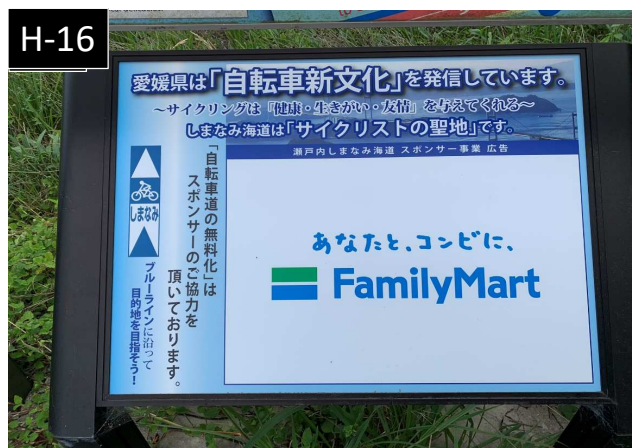 H-16
愛媛県は「自転車新文化」を発信しています。
～サイクリングは「健康・生きがい・友情」を与えてくれる～
しまなみ海道は「サイクリストの聖地」です。
瀬戸内しまなみ海道 スポンサー事業 広告
「自転車道の無料化」は
スポンサーのご協力を
頂いております。
しまなみ
ブルーラインに沿って
目的地を目指そう！
あなたと、コンビに、
FamilyMart